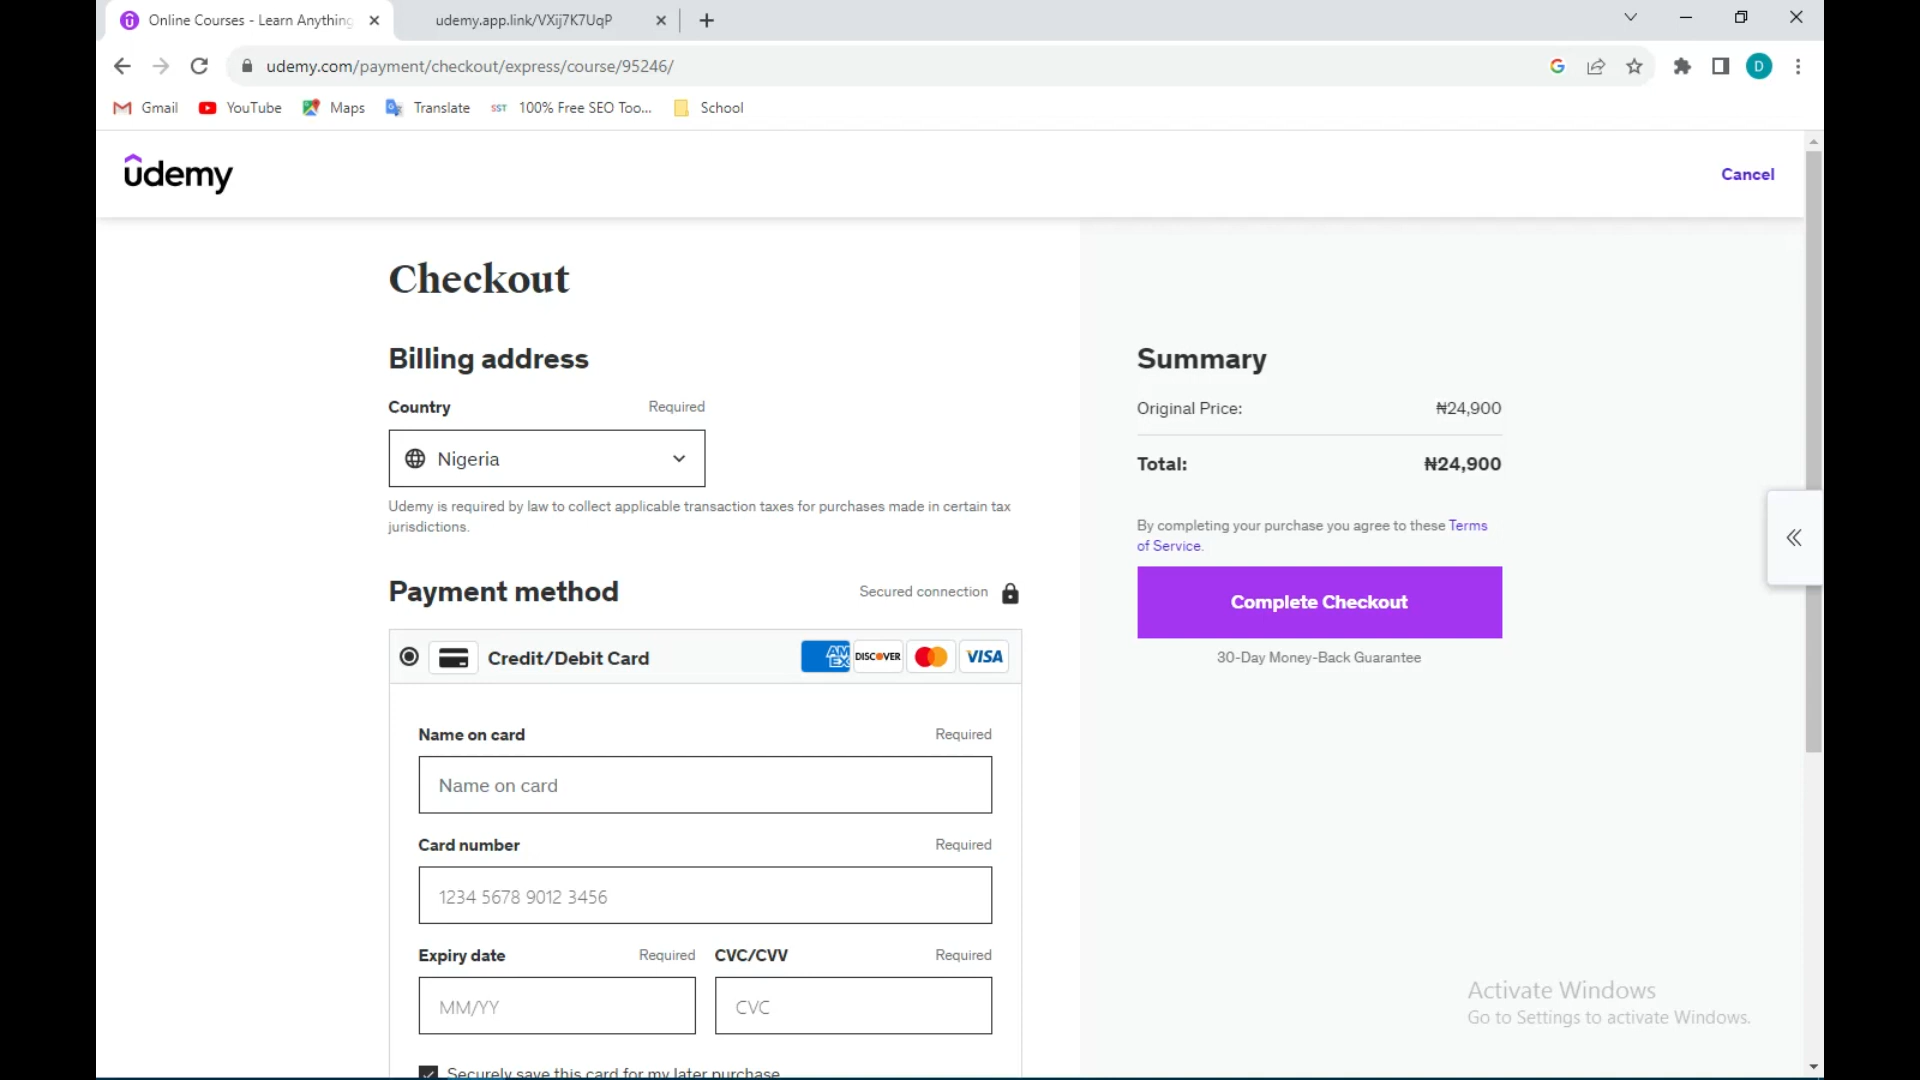 Online Courses - Learn Anything
udemy.app.link/VXij7K7UqP
udemy.com/payment/checkout/express/course/95246/
D
Gmail
YouTube
Maps
Translate
SST 100% Free SEO Too...
School
udemy
Cancel
Checkout
Billing address
Country
Required
Nigeria
Udemy is required by law to collect applicable transaction taxes for purchases made in certain tax
jurisdictions.
Payment method
Secured connection
Credit/Debit Card
AMEX
DISCOVER
VISA
Name on card
Required
Name on card
Card number
Required
1234 5678 9012 3456
Expiry date
Required
CVC/CVV
Required
MM/YY
CVC
Securely save this card for my later purchase
Summary
Original Price:
₦24,900
Total:
₦24,900
By completing your purchase you agree to these Terms
of Service.
Complete Checkout
30-Day Money-Back Guarantee
Activate Windows
Go to Settings to activate Windows.